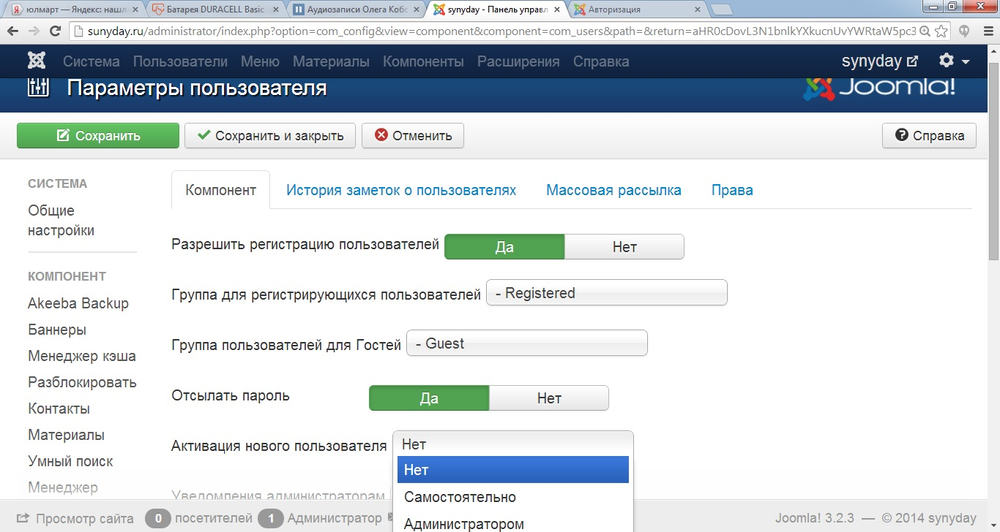 юлмарт — Яндекс: нашл
Батарея DURACELL Basic
Аудиозаписи Олега Кобс
synyday - Панель управл
Авторизация
sunyday.ru/administrator/index.php?option=com_config&view=component&component=com_users&path=&return=aHR0cDovL3N1bnlkYXkucnUvYWRtaW5pc3
Система Пользователи Меню Материалы Компоненты Расширения Справка synyday
Параметры пользователя Joomla!
Сохранить Сохранить и закрыть Отменить Справка
СИСТЕМА
Общие
настройки
КОМПОНЕНТ
Akeeba Backup
Баннеры
Менеджер кэша
Разблокировать
Контакты
Материалы
Умный поиск
Менеджер
Компонент История заметок о пользователях Массовая рассылка Права
Разрешить регистрацию пользователей Да Нет
Группа для регистрирующихся пользователей - Registered
Группа пользователей для Гостей - Guest
Отсылать пароль Да Нет
Активация нового пользователя Нет
Нет
Самостоятельно
Администратором
Уведомления администраторам
Просмотр сайта 0 посетителей 1 Администратор Joomla! 3.2.3 — © 2014 synyday